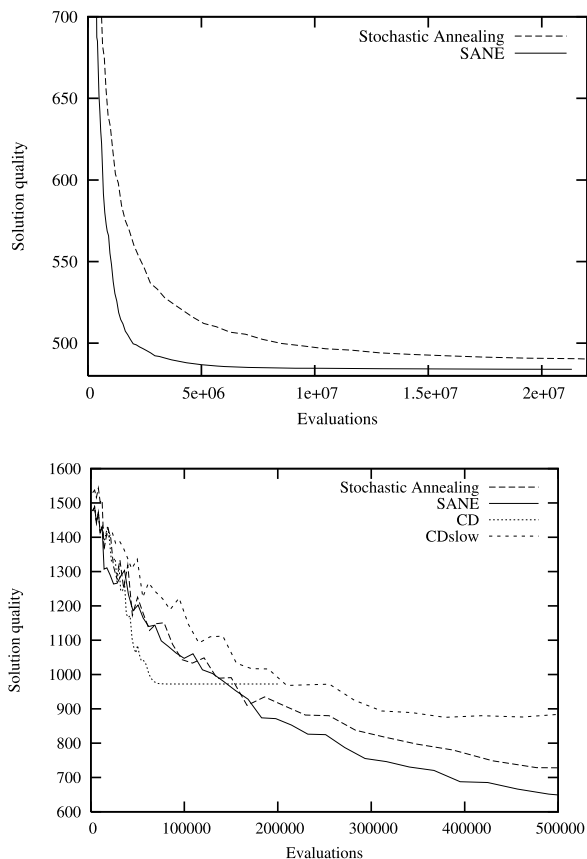 700
650
600
550
500
0
5e+06
1e+07
1.5e+07
2e+07
Solution quality
Evaluations
Stochastic Annealing
SANE
1600
1500
1400
1300
1200
1100
1000
900
800
700
600
0
100000
200000
300000
400000
500000
Solution quality
Evaluations
Stochastic Annealing
SANE
CD
CDslow